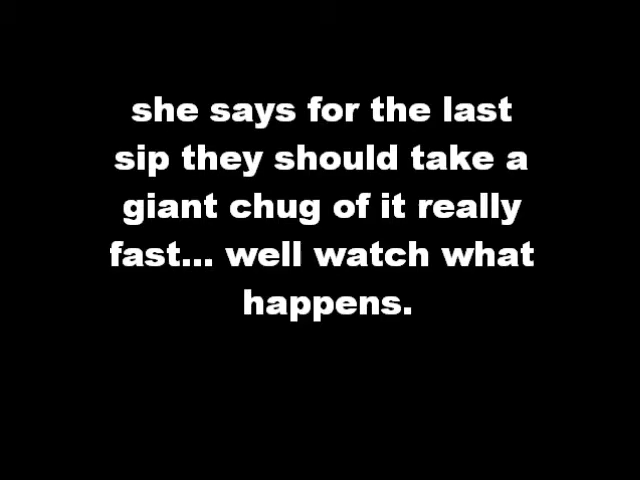 she says for the last
sip they should take a
giant chug of it really
fast... well watch what
happens.